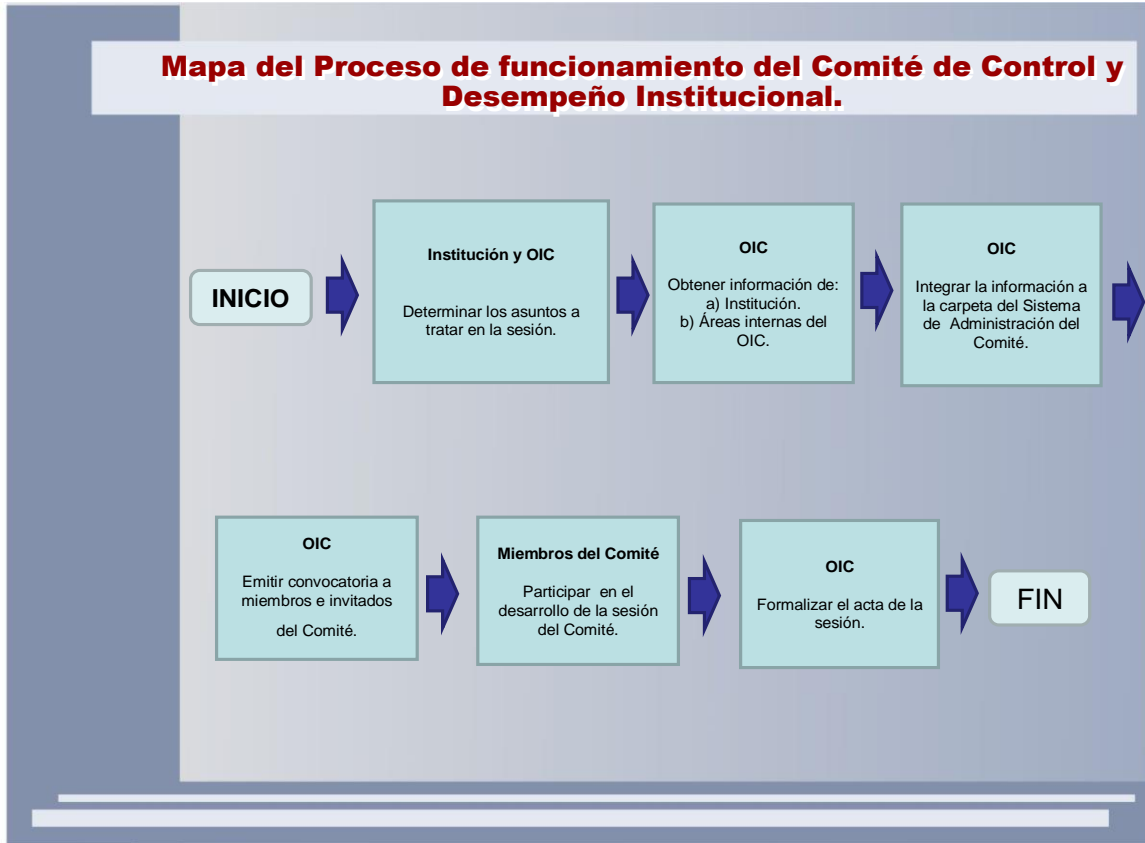 Mapa del Proceso de funcionamiento del Comité de Control y
Desempeño Institucional.
INICIO
Institución y OIC
Determinar los asuntos a
tratar en la sesión.
OIC
Obtener información de:
a) Institución.
b) Áreas internas del
OIC.
OIC
Integrar la información a
la carpeta del Sistema
de Administración del
Comité.
OIC
Emitir convocatoria a
miembros e invitados
del Comité.
Miembros del Comité
Participar en el
desarrollo de la sesión
del Comité.
OIC
Formalizar el acta de la
sesión.
FIN